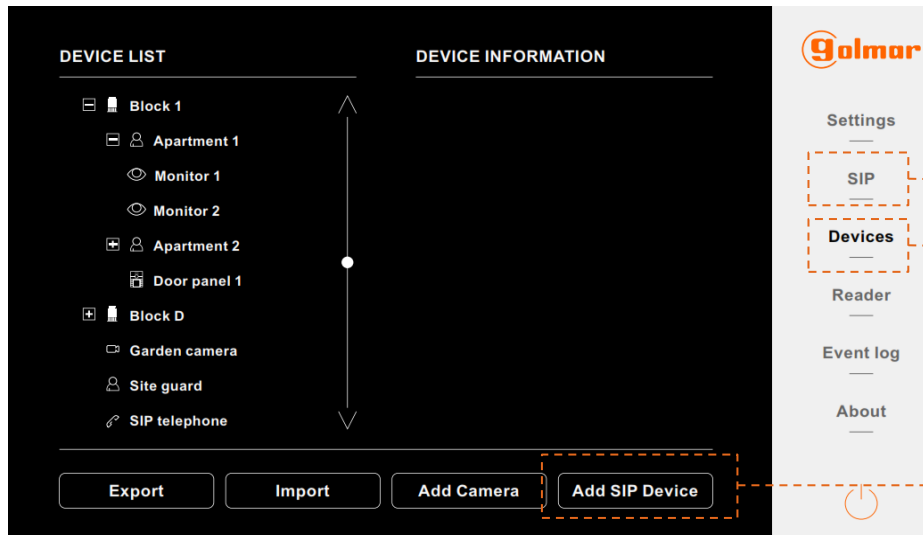 DEVICE LIST
Block 1
Apartment 1
Monitor 1
Monitor 2
Apartment 2
Door panel 1
Block D
Garden camera
Site guard
SIP telephone
DEVICE INFORMATION
Export
Import
Add Camera
Add SIP Device
golmar
Settings
SIP
Devices
Reader
Event log
About